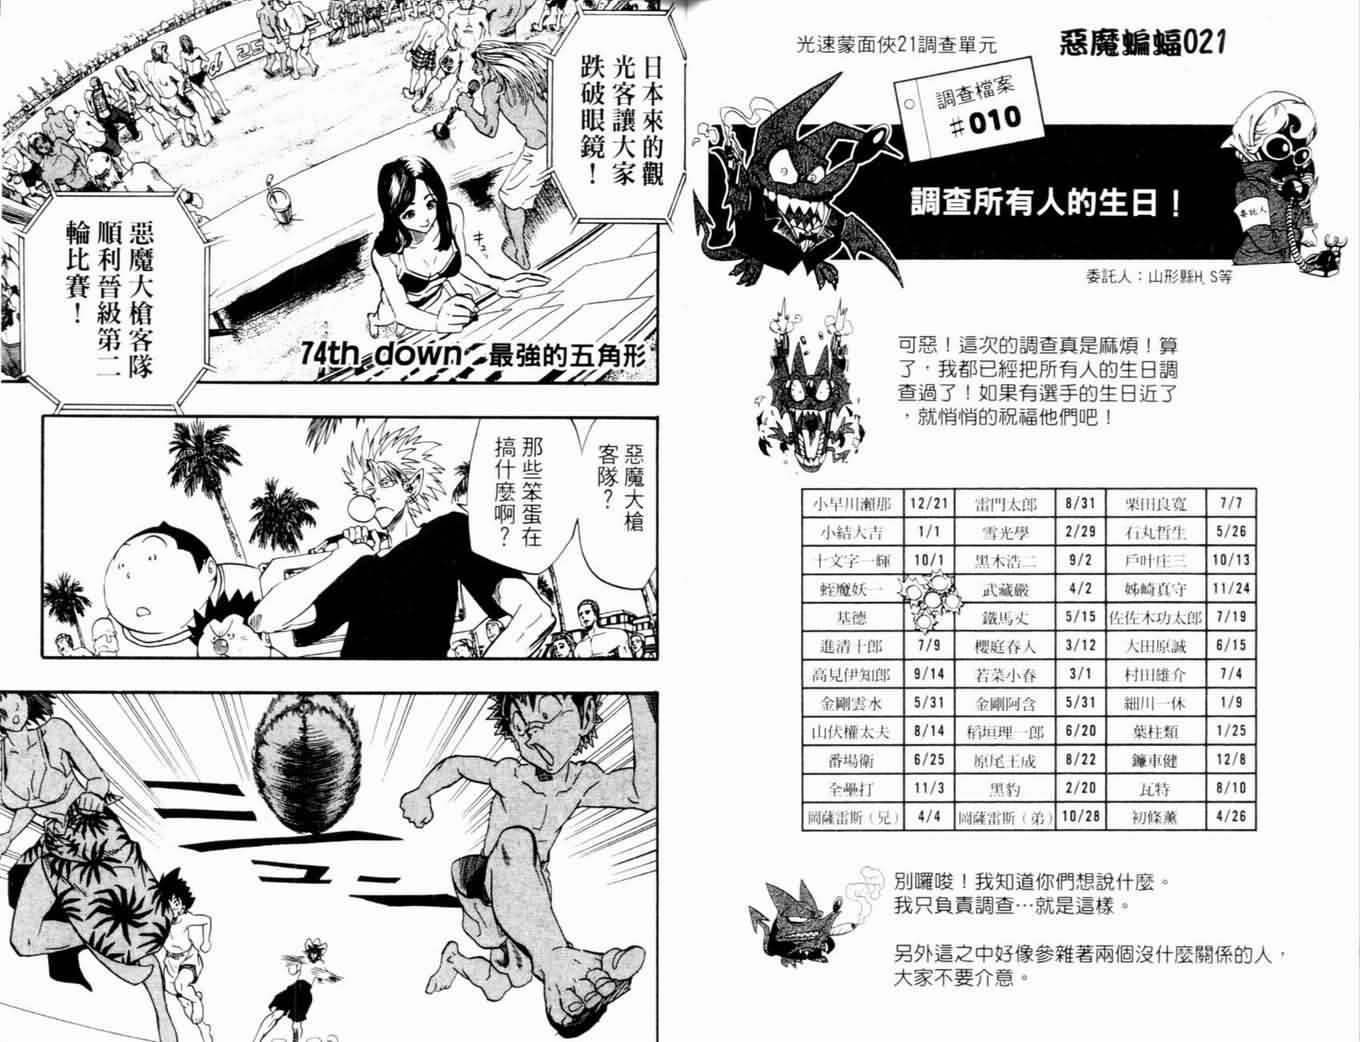 光速蒙面俠21調查單元
惡魔蝙蝠021
調查檔案
#010
調查所有人的生日！
委託人
委託人：山形縣H, S等
可惡！這次的調查真是麻煩！算
了，我都已經把所有人的生日調
查過了！如果有選手的生日近了
，就悄悄的祝福他們吧！
小早川瀨那 12/21 雷門太郎 8/31 栗田良寬 7/7
小結大吉 1/1 雪光學 2/29 石丸哲生 5/26
十文字一輝 10/1 黑木浩二 9/2 戶叶庄三 10/13
蛭魔妖一 武藏嚴 4/2 姊崎真守 11/24
基德 鐵馬丈 5/15 佐佐木功太郎 7/19
進清十郎 7/9 櫻庭春人 3/12 大田原誠 6/15
高見伊知郎 9/14 若菜小春 3/1 村田雄介 7/4
金剛雲水 5/31 金剛阿含 5/31 細川一休 1/9
山伏權太夫 8/14 稻垣理一郎 6/20 葉柱類 1/25
番場衛 6/25 原尾王成 8/22 鐮車健 12/8
全壘打 11/3 黑豹 2/20 瓦特 8/10
岡薩雷斯（兄） 4/4 岡薩雷斯（弟） 10/28 初條薰 4/26
別囉唆！我知道你們想說什麼。
我只負責調查…就是這樣。
另外這之中好像參雜著兩個沒什麼關係的人，
大家不要介意。
日本來的觀
光客讓大家
跌破眼鏡！
キュ
惡魔大槍客隊
順利晉級第二
輪比賽！
74th down 最強的五角形
惡魔大槍
客隊？
那些笨蛋在
搞什麼啊？